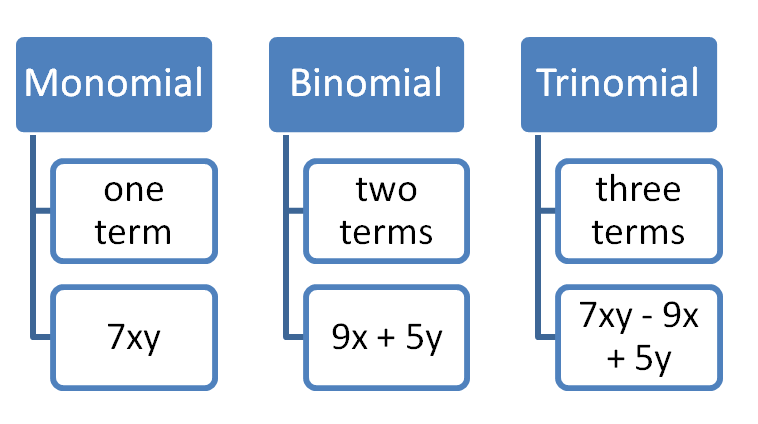 Monomial
one
term
7xy
Binomial
two
terms
9x + 5y
Trinomial
three
terms
7xy - 9x
+ 5y